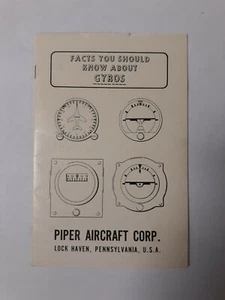 FACTS YOU SHOULD
KNOW ABOUT
GYROS
PIPER AIRCRAFT CORP.
LOCK HAVEN, PENNSYLVANIA, U.S.A.